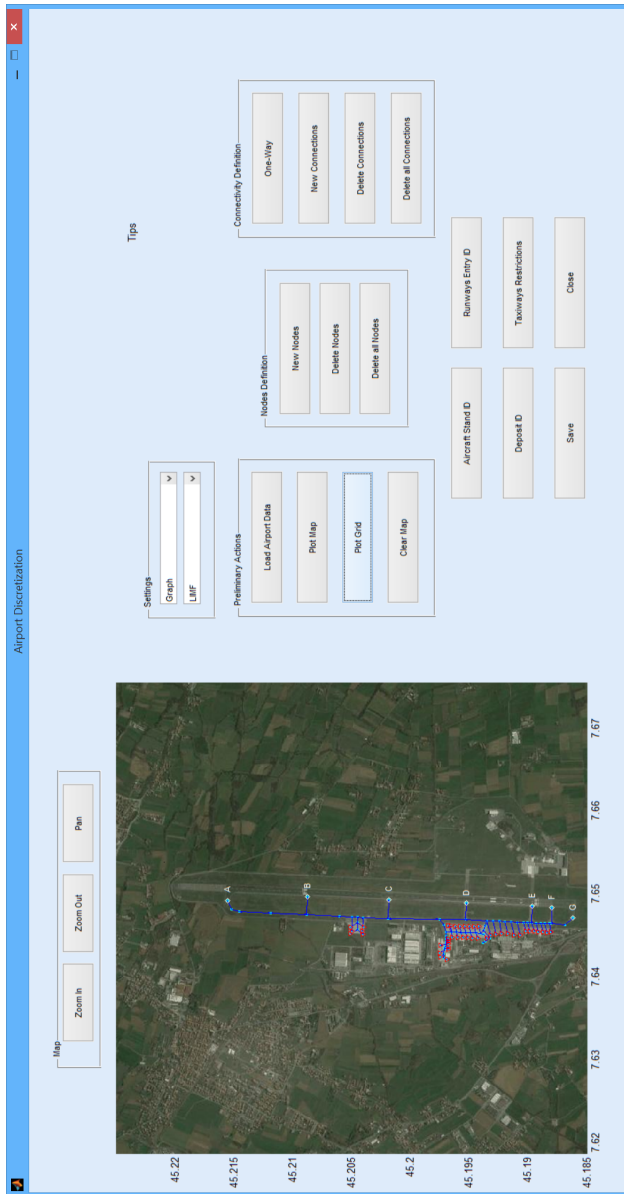 Airport Discretization
Map
Zoom In
Zoom Out
Pan
45.22
45.215
45.21
45.205
45.2
45.195
45.19
45.185
7.62
7.63
7.64
7.65
7.66
7.67
A
B
C
D
E
F
G
Settings
Graph
LIMF
Tips
Preliminary Actions
Load Airport Data
Plot Map
Plot Grid
Clear Map
Nodes Definition
New Nodes
Delete Nodes
Delete all Nodes
Connectivity Definition
One-Way
New Connections
Delete Connections
Delete all Connections
Aircraft Stand ID
Runways Entry ID
Deposit ID
Taxiways Restrictions
Save
Close